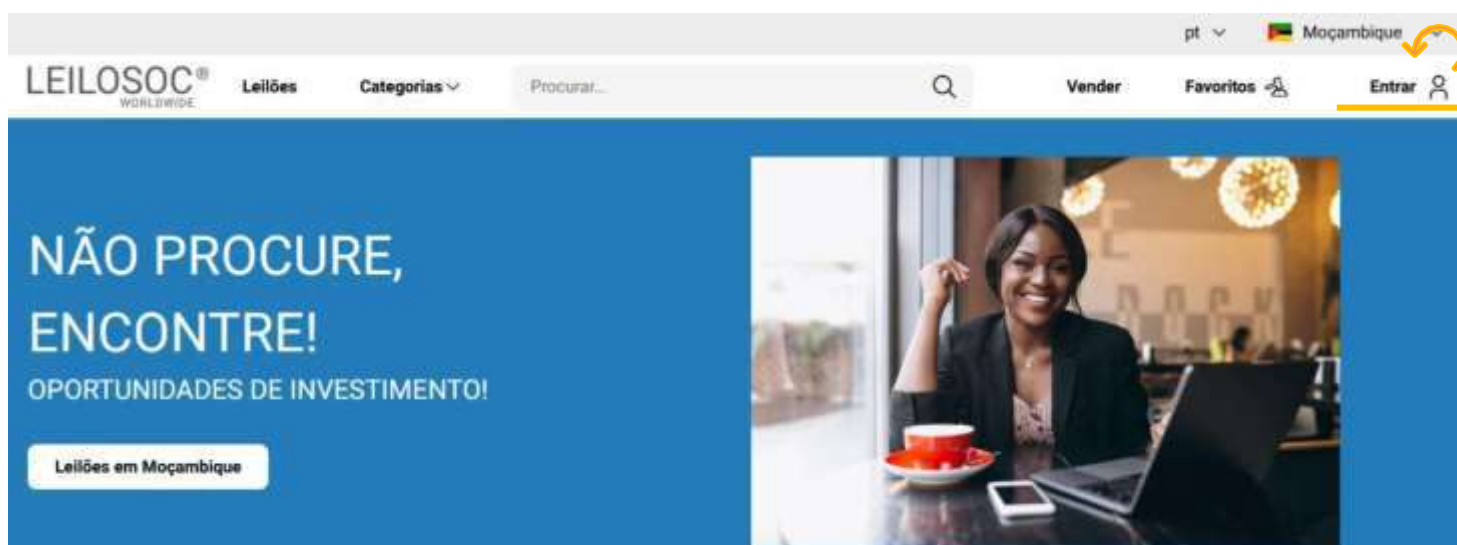 pt Moçambique
LEILOSOC® Leilões Categorias Procurar... Vender Favoritos Entrar
WORLDWIDE
NÃO PROCURE,
ENCONTRE!
OPORTUNIDADES DE INVESTIMENTO!
Leilões em Moçambique